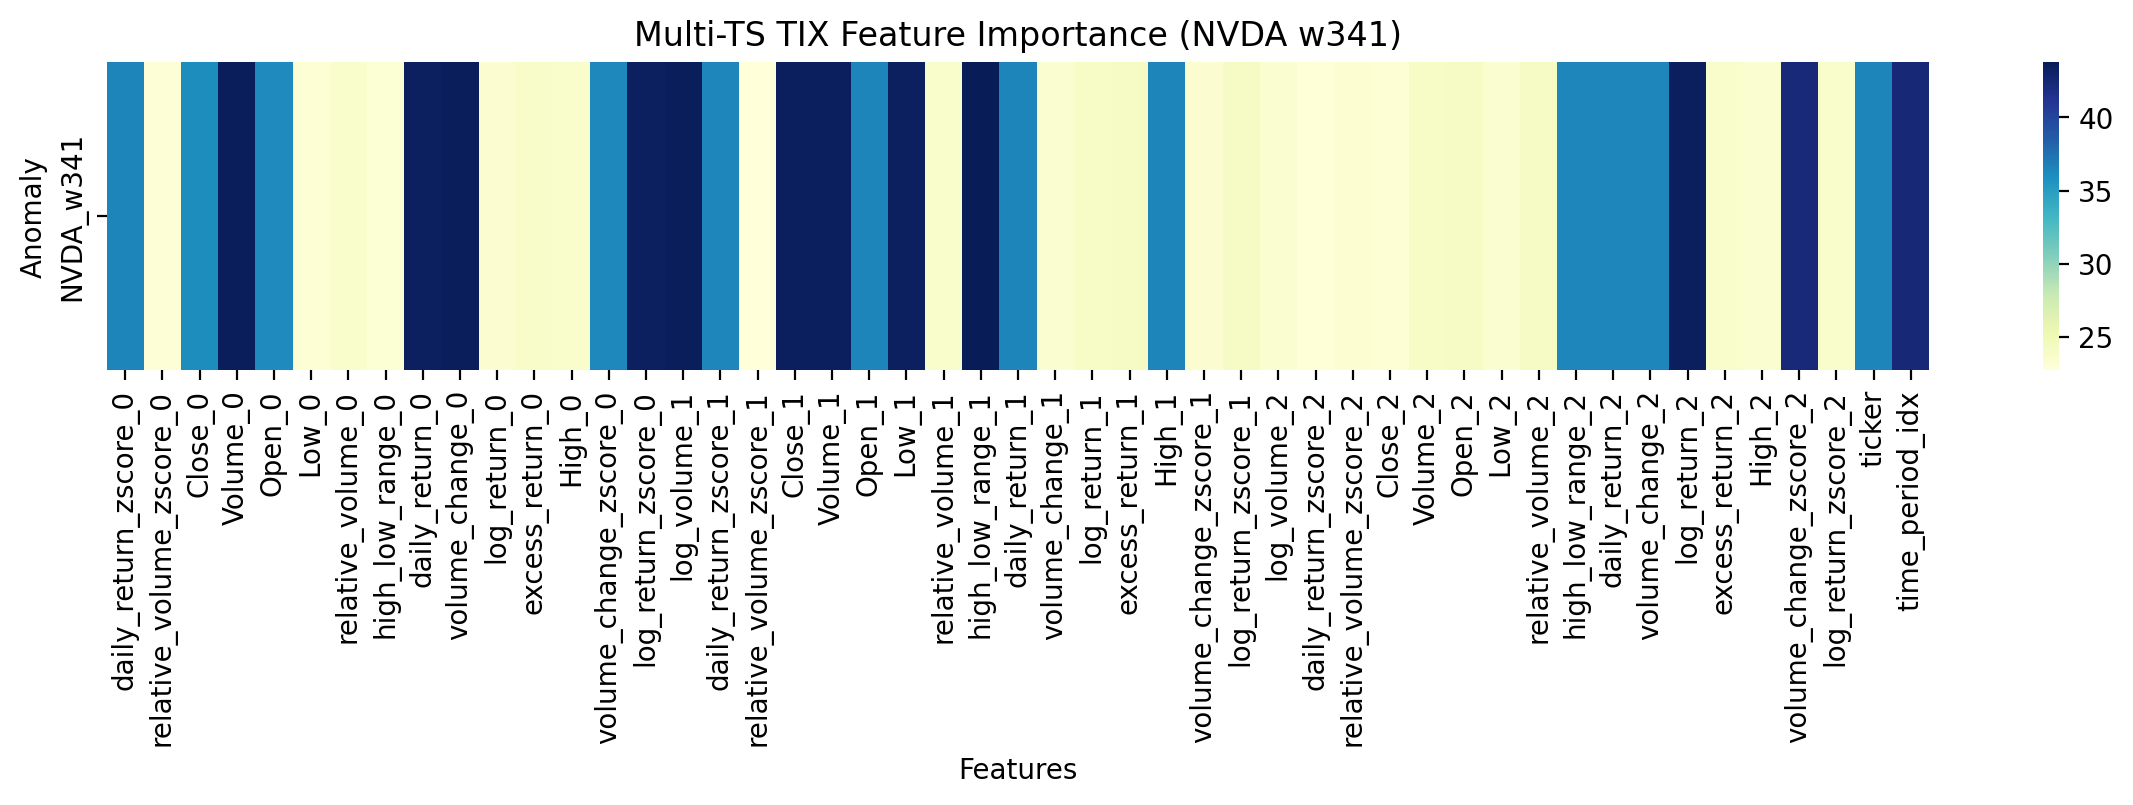 Multi-TS TIX Feature Importance (NVDA w341)
Anomaly
NVDA_w341
40
35
30
25
daily_return_zscore_0
relative_volume_zscore_0
Close_0
Volume_0
Open_0
Low_0
relative_volume_0
high_low_range_0
daily_return_0
volume_change_0
log_return_0
excess_return_0
High_0
volume_change_zscore_0
log_return_zscore_0
log_volume_1
daily_return_zscore_1
relative_volume_zscore_1
Close_1
Volume_1
Open_1
Low_1
relative_volume_1
high_low_range_1
daily_return_1
volume_change_1
log_return_1
excess_return_1
High_1
volume_change_zscore_1
log_return_zscore_1
log_volume_2
daily_return_zscore_2
relative_volume_zscore_2
Close_2
Volume_2
Open_2
Low_2
relative_volume_2
high_low_range_2
daily_return_2
volume_change_2
log_return_2
excess_return_2
High_2
volume_change_zscore_2
log_return_zscore_2
ticker
time_period_idx
Features